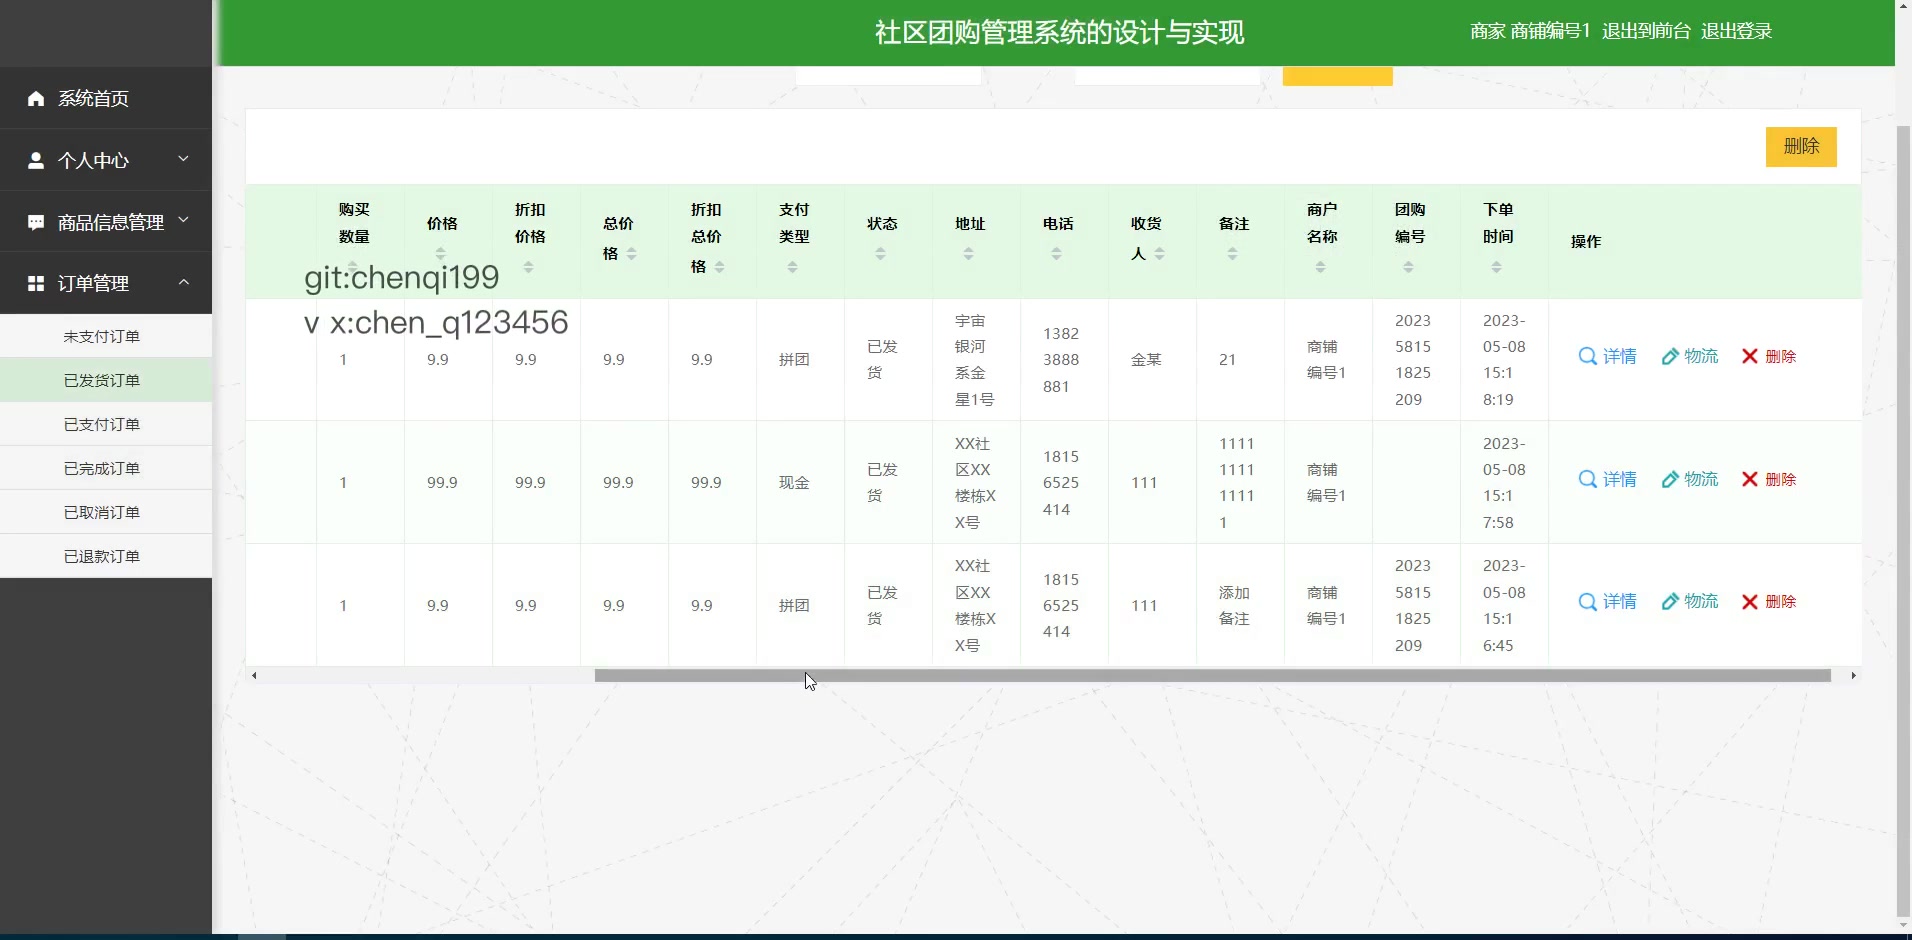 社区团购管理系统的设计与实现
商家 商铺编号1 退出到前台 退出登录
系统首页
个人中心
商品信息管理
订单管理
未支付订单
已发货订单
已支付订单
已完成订单
已取消订单
已退款订单
删除
购买数量 价格 折扣价格 总价格 折扣总价格 支付类型 状态 地址 电话 收货人 备注 商户名称 团购编号 下单时间 操作
git:chenqi199
v x:chen_q123456
1 9.9 9.9 9.9 9.9 拼团 已发货 宇宙银河系金星1号 13823888881 金某 21 商铺编号1 2023581518252​09 2023-05-08 15:18:19 详情 物流 删除
1 99.9 99.9 99.9 99.9 现金 已发货 XX社区XX楼栋XX号 18156525414 111 1111111111111 商铺编号1 2023-05-08 15:17:58 详情 物流 删除
1 9.9 9.9 9.9 9.9 拼团 已发货 XX社区XX楼栋XX号 18156525414 111 添加备注 商铺编号1 202358151825209 2023-05-08 15:16:45 详情 物流 删除